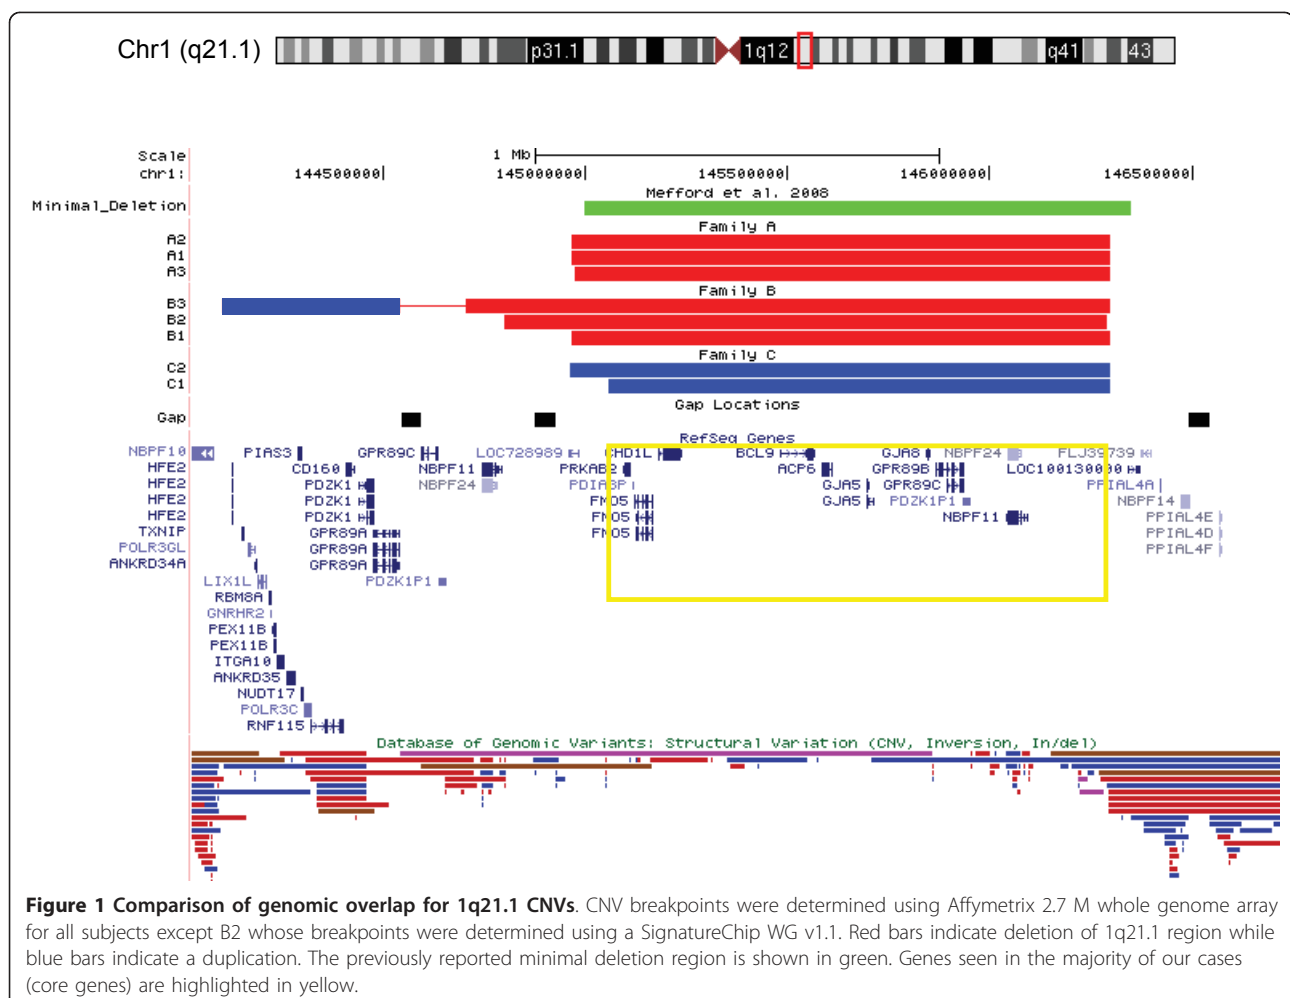 Chr1 (q21.1) p31.1 1q12 q41 43
Scale 1 Mb
chr1: 144500000 145000000 145500000 146000000 146500000
Mefford et al. 2008
Minimal_Deletion
Family A
A2
A1
A3
Family B
B3
B2
B1
Family C
C2
C1
Gap Locations
Gap
RefSeq Genes
NBPF10 PIAS3 GPR89C LOC728989 CHD1L BCL9 GJA8 NBPF24 FLJ39739
HFE2 CD160 NBPF11 PRKAB2 ACP6 GPR89B LOC100130000
HFE2 PDZK1 NBPF24 PDIA3P GJA5 GPR89C PPIAL4A
HFE2 PDZK1 FMO5 GJA5 PDZK1P1 NBPF14
HFE2 PDZK1 FMO5 NBPF11 PPIAL4E
TXNIP GPR89A FMO5 PPIAL4D
POLR3GL GPR89A PPIAL4F
ANKRD34A GPR89A
LIX1L PDZK1P1
RBM8A
GNRHR2
PEX11B
PEX11B
ITGA10
ANKRD35
NUDT17
POLR3C
RNF115
Database of Genomic Variants: Structural Variation (CNV, Inversion, In/del)
Figure 1 Comparison of genomic overlap for 1q21.1 CNVs. CNV breakpoints were determined using Affymetrix 2.7 M whole genome array
for all subjects except B2 whose breakpoints were determined using a SignatureChip WG v1.1. Red bars indicate deletion of 1q21.1 region while
blue bars indicate a duplication. The previously reported minimal deletion region is shown in green. Genes seen in the majority of our cases
(core genes) are highlighted in yellow.